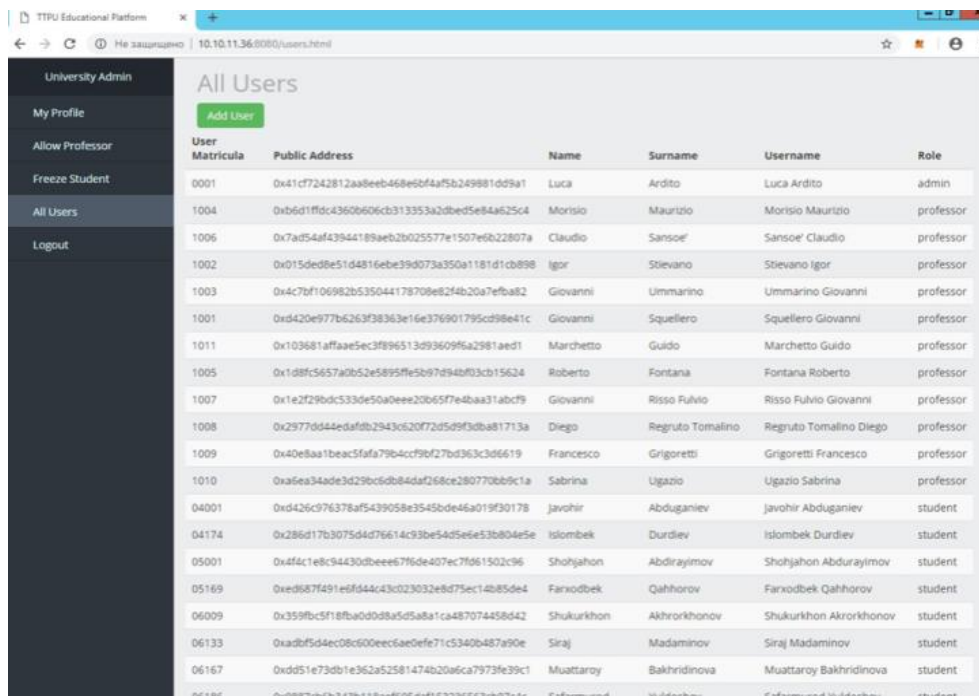 TTPU Educational Platform
Не защищено 10.10.11.36:8080/users.html
University Admin
My Profile
Allow Professor
Freeze Student
All Users
Logout
All Users
Add User
User
Matricula Public Address Name Surname Username Role
0001 0x41cf7242812aa8eeb468e6bf4af5b249881dd9a1 Luca Ardito Luca Ardito admin
1004 0xb6d1ffdc4360b606cb313353a2dbed5e84a625c4 Morisio Maurizio Morisio Maurizio professor
1006 0x7ad54af43944189aeb2b025577e1507e6b22807a Claudio Sansoe' Sansoe' Claudio professor
1002 0x015ded8e51d4816ebe39d073a350a1181d1cb898 Igor Stievano Stievano Igor professor
1003 0x4c7bf106982b535044178708e82f4b20a7efba82 Giovanni Ummarino Ummarino Giovanni professor
1001 0xd420e977b6263f38363e16e376901795cd98e41c Giovanni Squellero Squellero Giovanni professor
1011 0x103681affaae5ec3f896513d93609f6a2981aed1 Marchetto Guido Marchetto Guido professor
1005 0x1d8fc5657a0b52e5895ffe5b97d94bf03cb15624 Roberto Fontana Fontana Roberto professor
1007 0x1e2f29bdc533de50a0eee20b65f7e4baa31abcf9 Giovanni Risso Fulvio Risso Fulvio Giovanni professor
1008 0x2977dd44edafdb2943c620f72d5d9f3dba81713a Diego Regruto Tomalino Regruto Tomalino Diego professor
1009 0x40e8aa1beac5fafa79b4ccf9bf27bd363c3d6619 Francesco Grigoretti Grigoretti Francesco professor
1010 0xa6ea34ade3d29bc6db84daf268ce280770bb9c1a Sabrina Ugazio Ugazio Sabrina professor
04001 0xd426c976378af5439058e3545bde46a019f30178 Javohir Abduganiev Javohir Abduganiev student
04174 0x286d17b3075d4d76614c93be54d5e6e53b804e5e Islombek Durdiev Islombek Durdiev student
05001 0x4f4c1e8c94430dbeee67f6de407ec7fd61502c96 Shohjahon Abdirayimov Shohjahon Abdurayimov student
05169 0xed687f491e6fd44c43c023032e8d75ec14b85de4 Farxodbek Qahhorov Farxodbek Qahhorov student
06009 0x359fbc5f18fba0d0d8a5d5a8a1ca487074458d42 Shukurkhon Akhrorkhonov Shukurkhon Akrorkhonov student
06133 0xadbf5d4ec08c600eec6ae0efe71c5340b487a90e Siraj Madaminov Siraj Madaminov student
06167 0xdd51e73db1e362a52581474b20a6ca7973fe39c1 Muattaroy Bakhridinova Muattaroy Bakhridinova student